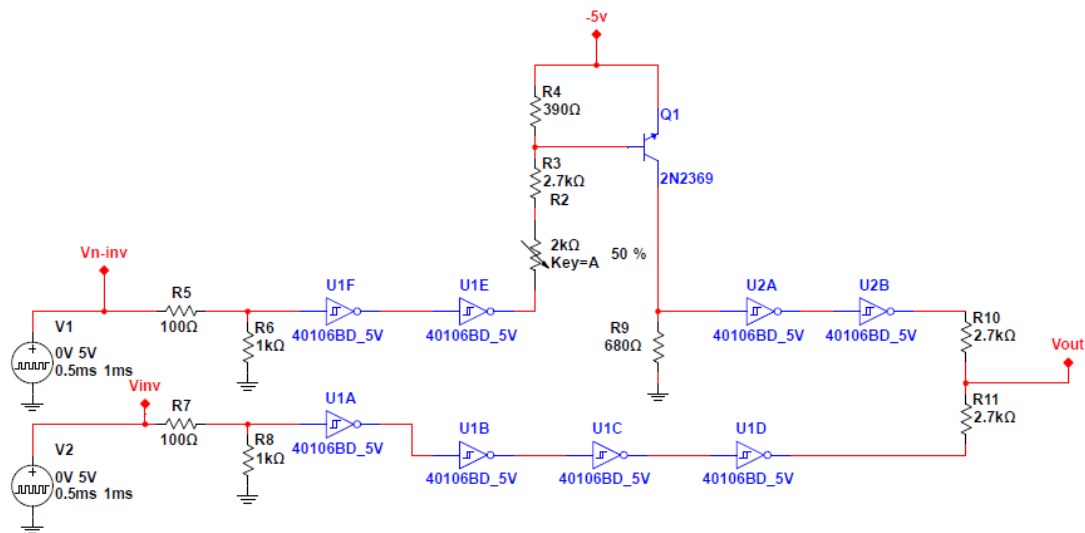 -5v
R4
390Ω
Q1
2N2369
R3
2.7kΩ
R2
2kΩ
Key=A
50 %
Vn-inv
R5
100Ω
R6
1kΩ
U1F
40106BD_5V
U1E
40106BD_5V
V1
0V 5V
0.5ms 1ms
R9
680Ω
U2A
40106BD_5V
U2B
40106BD_5V
R10
2.7kΩ
Vout
R11
2.7kΩ
Vinv
R7
100Ω
R8
1kΩ
V2
0V 5V
0.5ms 1ms
U1A
40106BD_5V
U1B
40106BD_5V
U1C
40106BD_5V
U1D
40106BD_5V